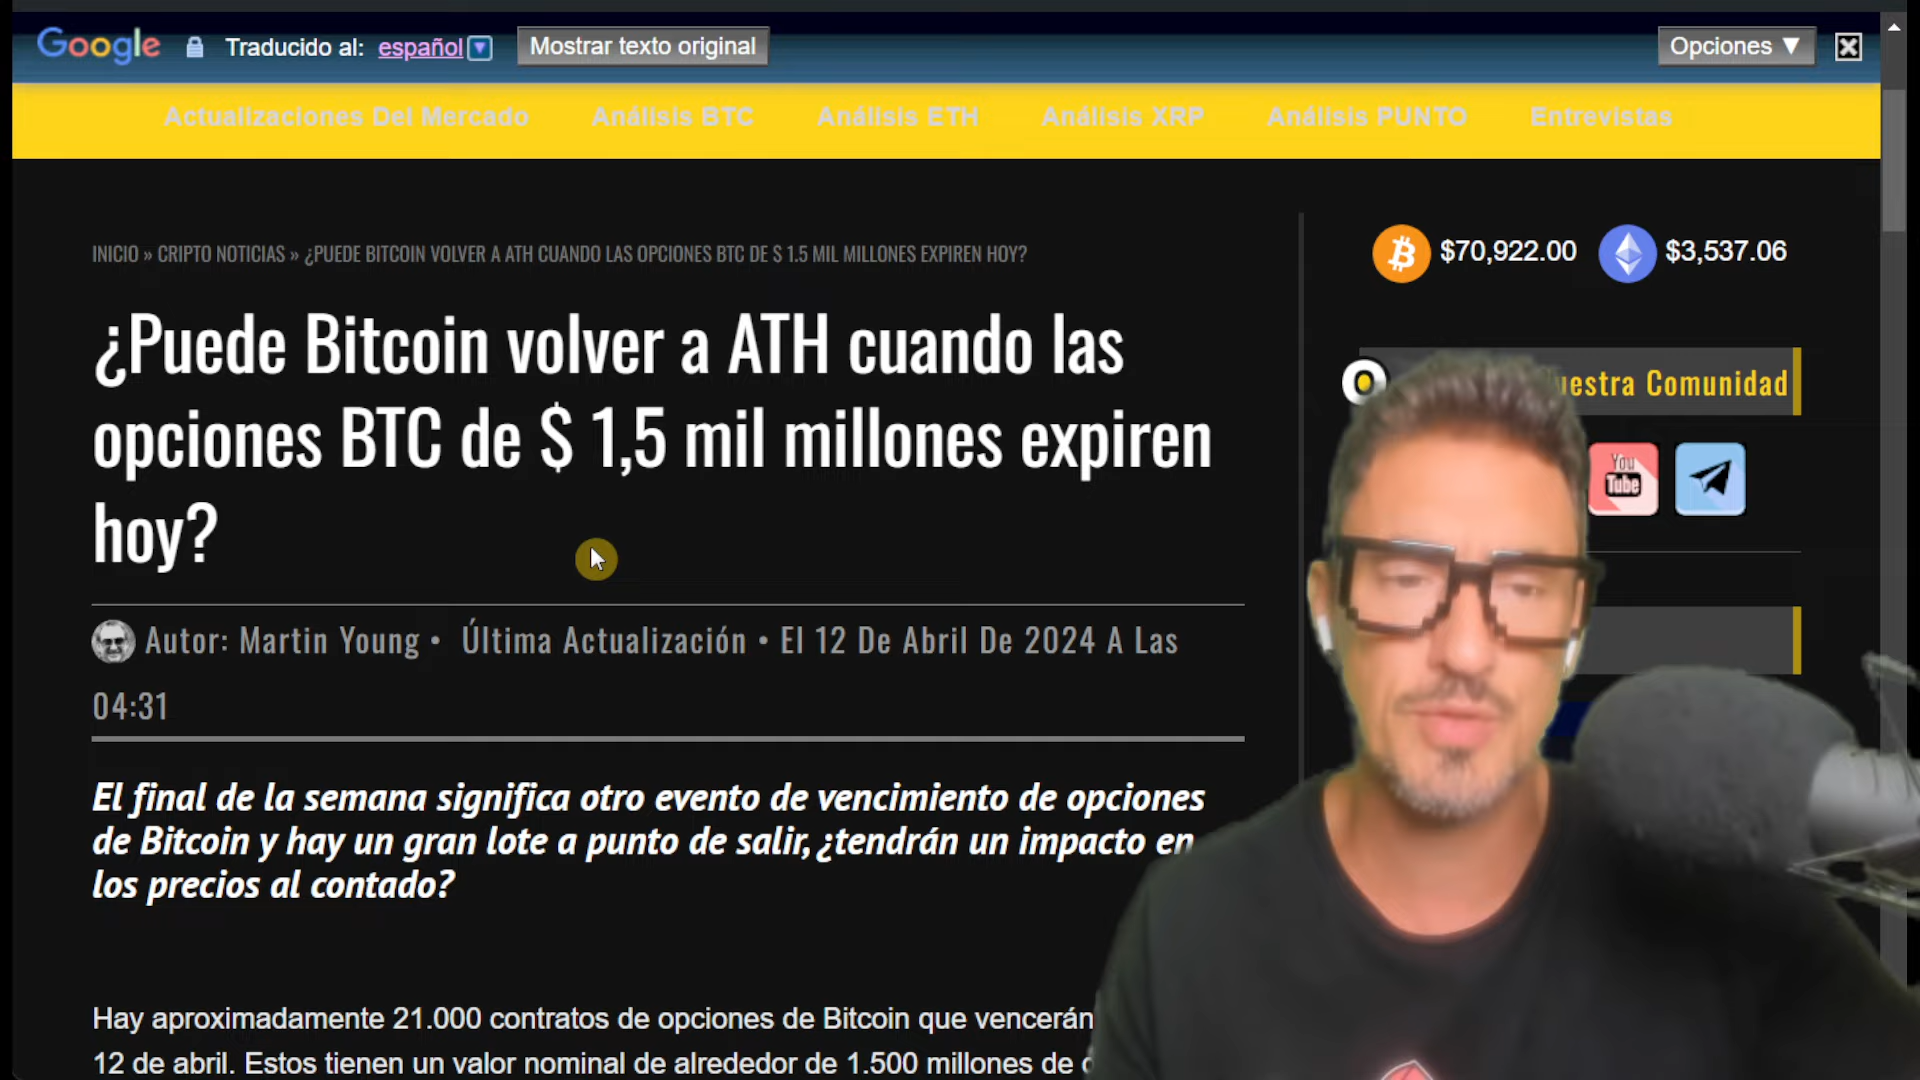 Google Traducido al: español Mostrar texto original Opciones ▼
Actualizaciones Del Mercado Análisis BTC Análisis ETH Análisis XRP Análisis PUNTO Entrevistas
INICIO » CRIPTO NOTICIAS » ¿PUEDE BITCOIN VOLVER A ATH CUANDO LAS OPCIONES BTC DE $ 1.5 MIL MILLONES EXPIREN HOY?
$70,922.00 $3,537.06
¿Puede Bitcoin volver a ATH cuando las
opciones BTC de $ 1,5 mil millones expiren
hoy?
Comunidad
You
Tube
Autor: Martin Young • Última Actualización • El 12 De Abril De 2024 A Las
04:31
El final de la semana significa otro evento de vencimiento de opciones
de Bitcoin y hay un gran lote a punto de salir, ¿tendrán un impacto en
los precios al contado?
Hay aproximadamente 21.000 contratos de opciones de Bitcoin que vencerán
12 de abril. Estos tienen un valor nominal de alrededor de 1.500 millones de